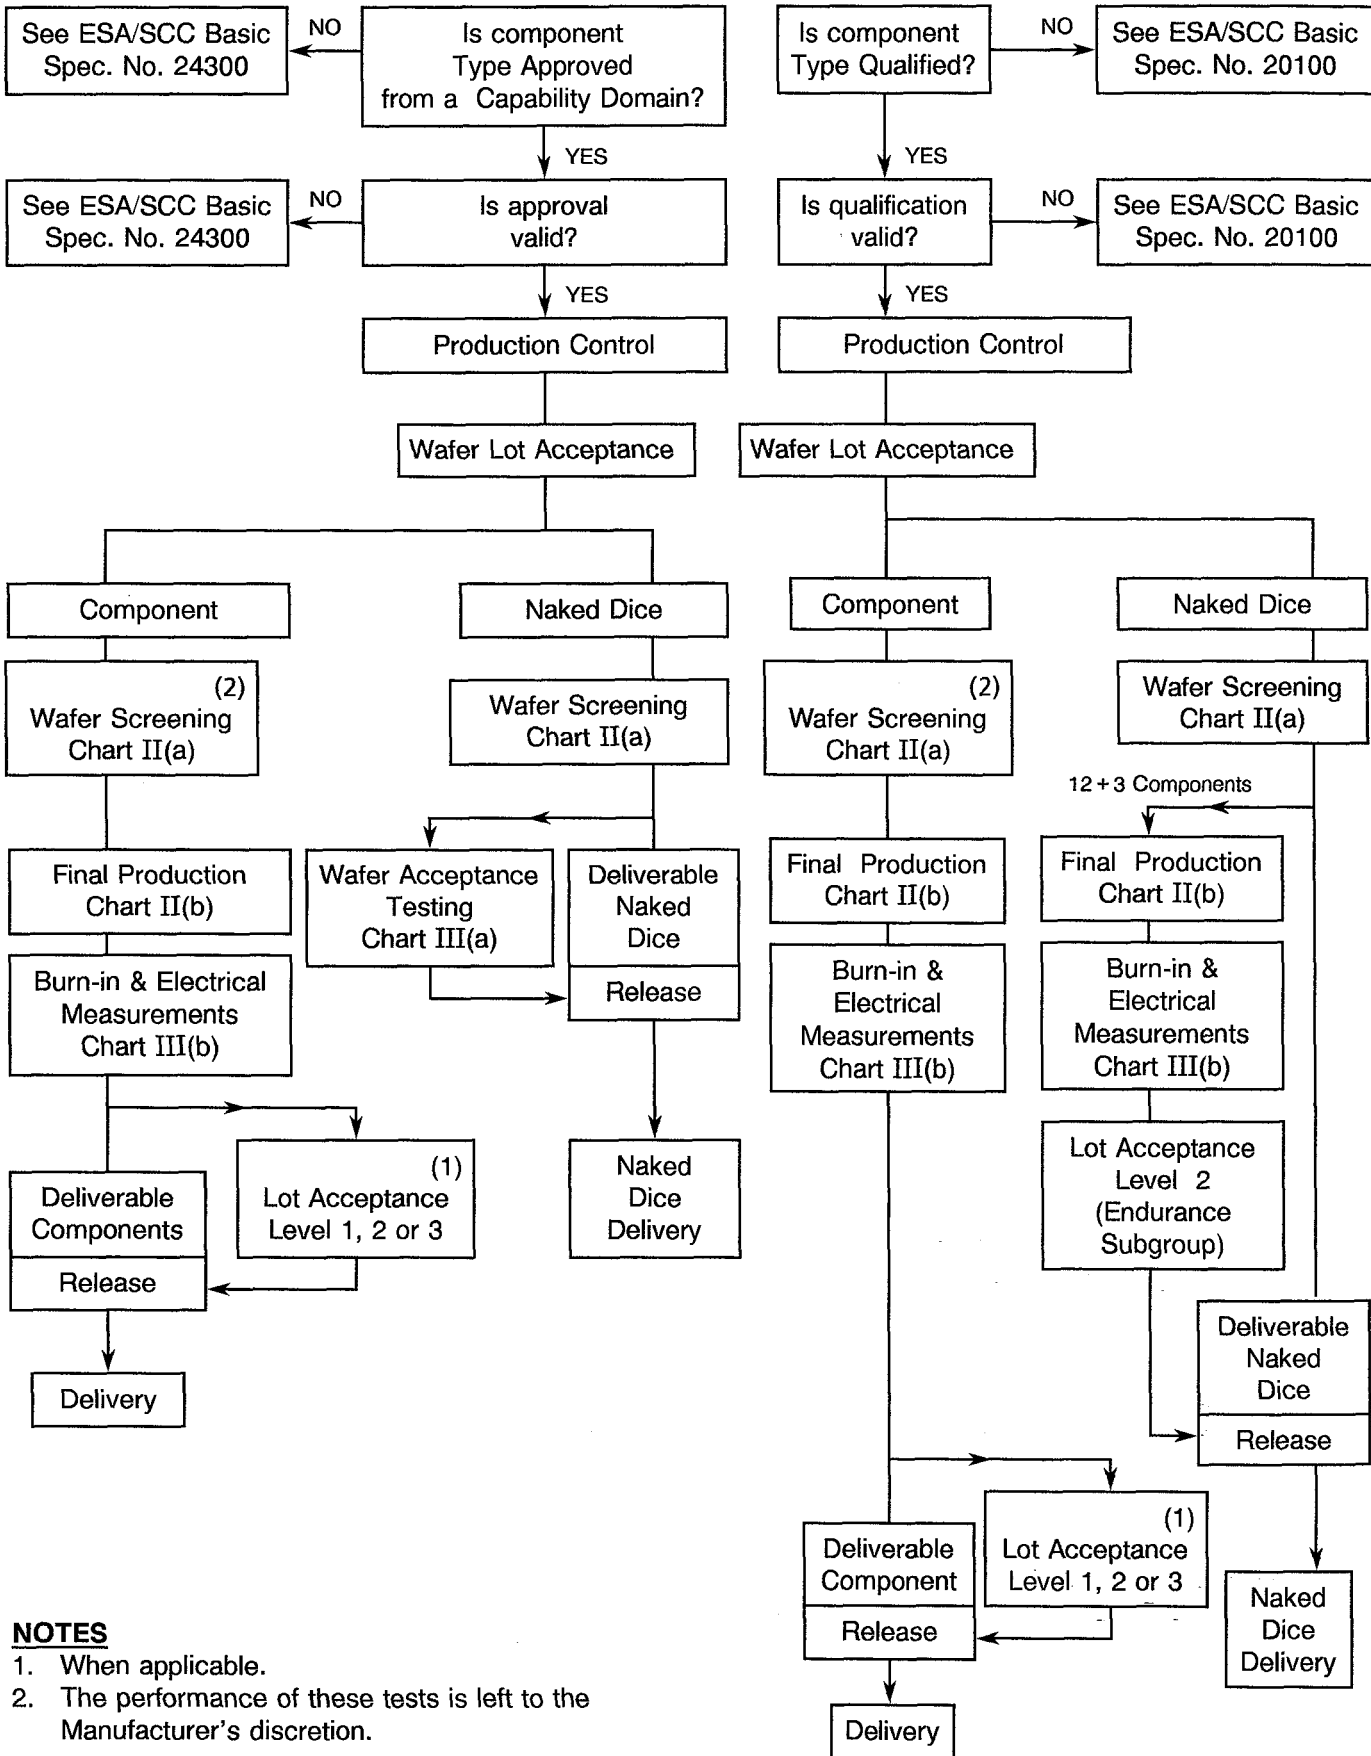 See ESA/SCC Basic
Spec. No. 24300
NO
Is component
Type Approved
from a Capability Domain?
YES
See ESA/SCC Basic
Spec. No. 24300
NO
Is approval
valid?
YES
Production Control
Wafer Lot Acceptance
Component
(2)
Wafer Screening
Chart II(a)
Final Production
Chart II(b)
Burn-in & Electrical
Measurements
Chart III(b)
(1)
Lot Acceptance
Level 1, 2 or 3
Deliverable
Components
Release
Delivery
Naked Dice
Wafer Screening
Chart II(a)
Wafer Acceptance
Testing
Chart III(a)
Deliverable
Naked
Dice
Release
Naked
Dice
Delivery
Is component
Type Qualified?
NO
See ESA/SCC Basic
Spec. No. 20100
YES
Is qualification
valid?
NO
See ESA/SCC Basic
Spec. No. 20100
YES
Production Control
Wafer Lot Acceptance
Component
(2)
Wafer Screening
Chart II(a)
Final Production
Chart II(b)
Burn-in &
Electrical
Measurements
Chart III(b)
(1)
Lot Acceptance
Level 1, 2 or 3
Deliverable
Component
Release
Delivery
Naked Dice
Wafer Screening
Chart II(a)
12 + 3 Components
Final Production
Chart II(b)
Burn-in &
Electrical
Measurements
Chart III(b)
Lot Acceptance
Level 2
(Endurance
Subgroup)
Deliverable
Naked
Dice
Release
Naked
Dice
Delivery
NOTES
1. When applicable.
2. The performance of these tests is left to the
Manufacturer's discretion.